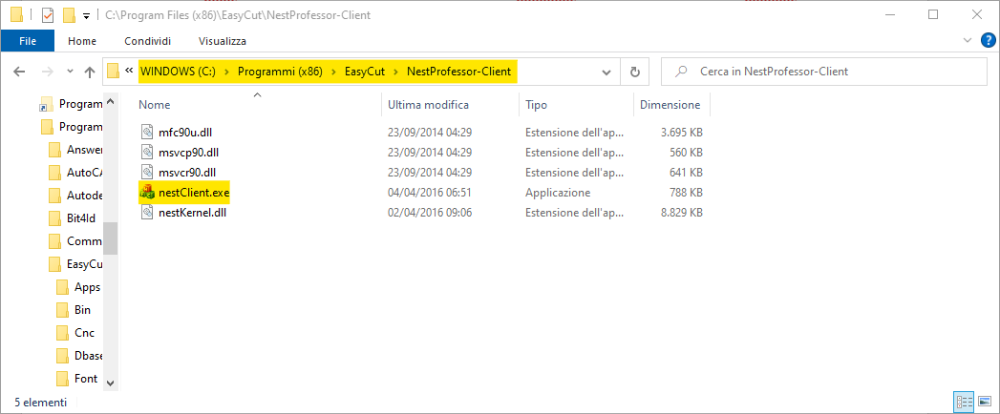 C:\Program Files (x86)\EasyCut\NestProfessor-Client
File Home Condividi Visualizza
« WINDOWS (C:) > Programmi (x86) > EasyCut > NestProfessor-Client
Cerca in NestProfessor-Client
Program
Program
Answer
AutoCA
Autode
Bit4Id
Comm
EasyCu
Apps
Bin
Cnc
Dbase
Font
Nome Ultima modifica Tipo Dimensione
mfc90u.dll 23/09/2014 04:29 Estensione dell'ap... 3.695 KB
msvcp90.dll 23/09/2014 04:29 Estensione dell'ap... 560 KB
msvcr90.dll 23/09/2014 04:29 Estensione dell'ap... 641 KB
nestClient.exe 04/04/2016 06:51 Applicazione 788 KB
nestKernel.dll 02/04/2016 09:06 Estensione dell'ap... 8.829 KB
5 elementi